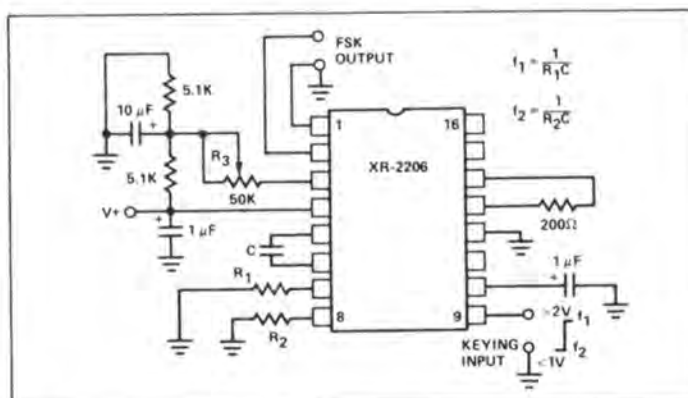 FSK
OUTPUT
f₁ = 1/R₁C
f₂ = 1/R₂C
5.1K
10 μF
+
R₃
5.1K
50K
V+
+
1 μF
C
R₁
R₂
1
16
XR-2206
8
9
200Ω
1 μF
+
>2V f₁
KEYING
INPUT
<1V f₂